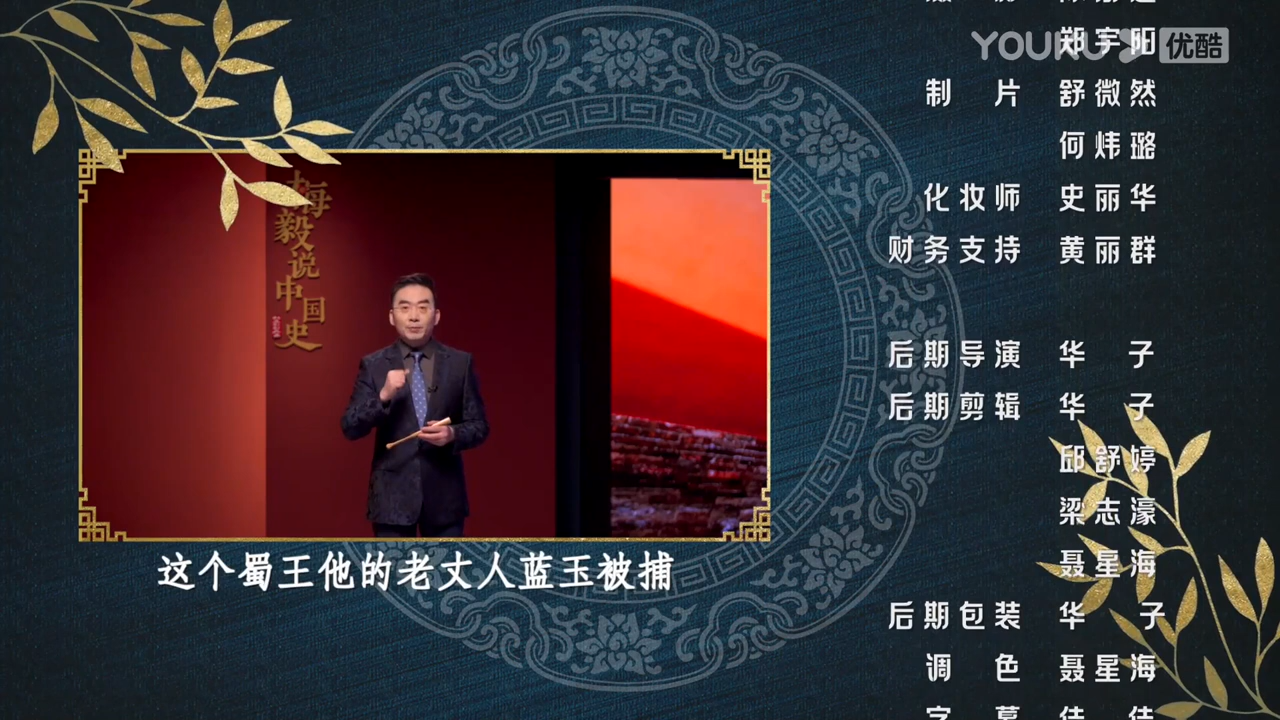 梅毅说中国史
这个蜀王他的老丈人蓝玉被捕
YOUKU 优酷
郑宇阳
制 片 舒微然
何炜璐
化妆师 史丽华
财务支持 黄丽群
后期导演 华 子
后期剪辑 华 子
邱舒婷
梁志濠
聂星海
后期包装 华 子
调 色 聂星海